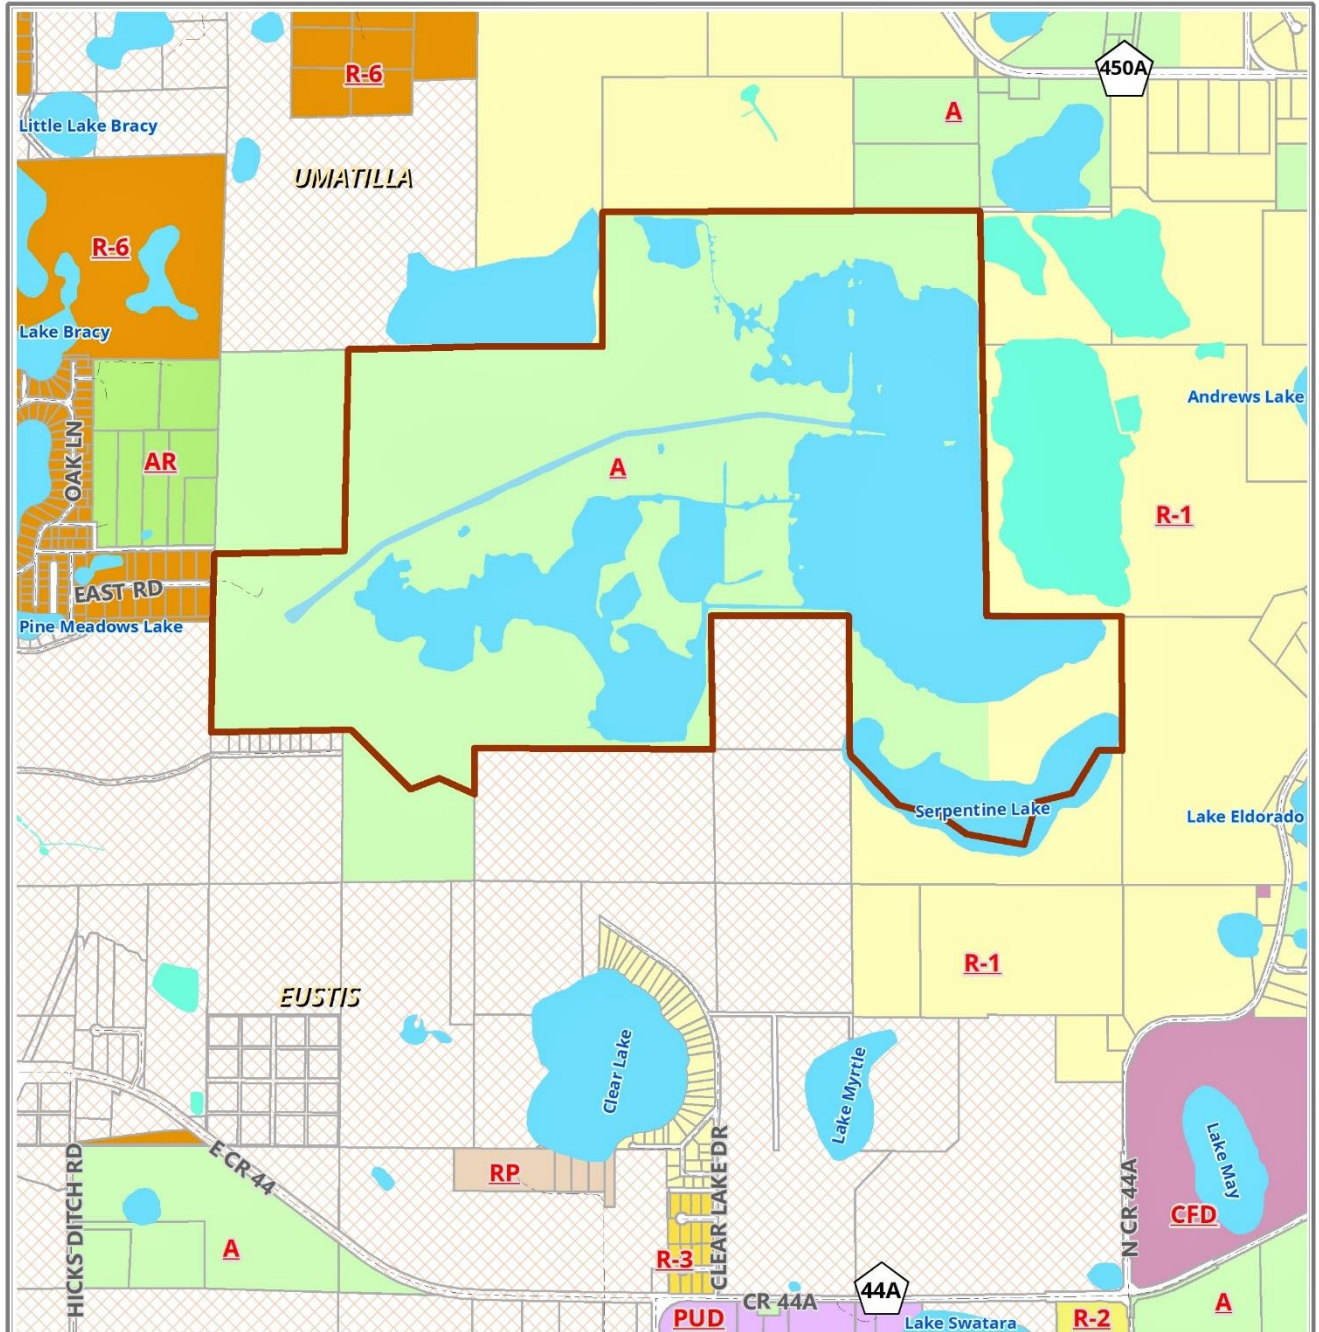 R-6
450A
A
Little Lake Bracy
UMATILLA
R-6
Lake Bracy
Andrews Lake
OAK LN
AR
A
R-1
EAST RD
Pine Meadows Lake
Serpentine Lake
Lake Eldorado
R-1
EUSTIS
Clear Lake
Lake Myrtle
Lake May
E CR 44
RP
HICKS DITCH RD
CLEAR LAKE DR
N CR 44A
CFD
A
R-3
44A
CR 44A
A
PUD
Lake Swatara
R-2